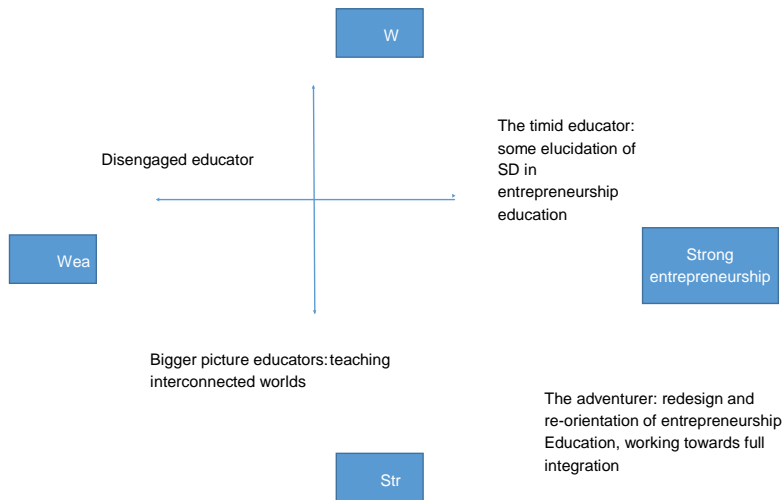 W
The timid educator:
some elucidation of
SD in
entrepreneurship
education
Disengaged educator
Wea
Strong
entrepreneurship
Bigger picture educators: teaching
interconnected worlds
The adventurer: redesign and
re-orientation of entrepreneurship
Education, working towards full
integration
Str